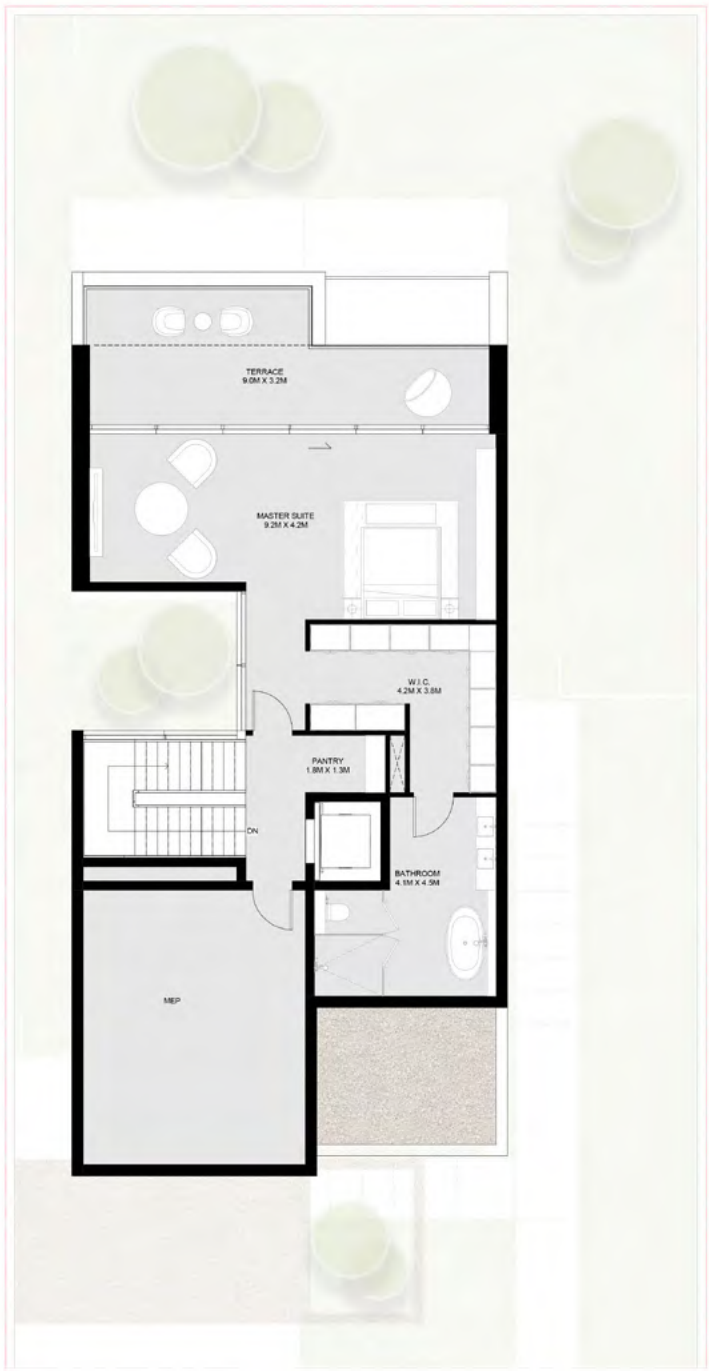 TERRACE
9.0M X 3.2M
MASTER SUITE
9.2M X 4.2M
W.I.C.
4.2M X 3.8M
PANTRY
1.8M X 1.3M
DN
BATHROOM
4.1M X 4.5M
MEP